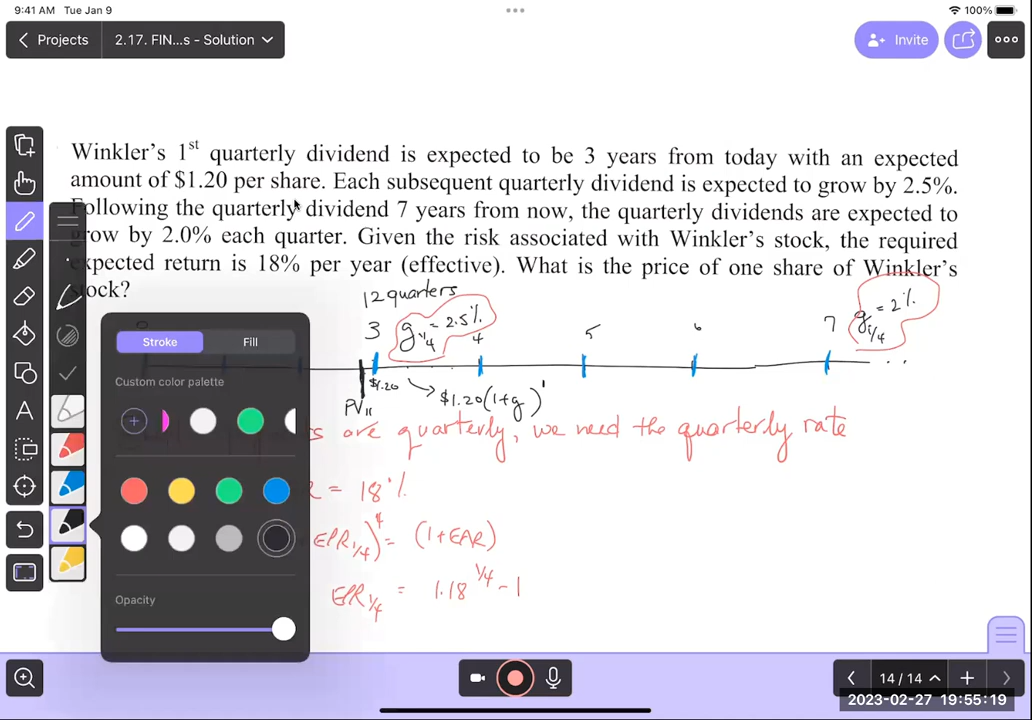 9:41 AM Tue Jan 9
100%
Projects
2.17. FIN...s - Solution
Invite
Winkler's 1st quarterly dividend is expected to be 3 years from today with an expected
amount of $1.20 per share. Each subsequent quarterly dividend is expected to grow by 2.5%.
Following the quarterly dividend 7 years from now, the quarterly dividends are expected to
grow by 2.0% each quarter. Given the risk associated with Winkler's stock, the required
expected return is 18% per year (effective). What is the price of one share of Winkler's
stock?
12 quarters
3 g1/4 = 2.5% 4 5 6 7 g1/4 = 2%
$1.20 → $1.20(1+g)^1
PV11
are quarterly, we need the quarterly rate
= 18%
EPR1/4)^4 = (1+EAR)
EPR1/4 = 1.18^1/4 - 1
Stroke
Fill
Custom color palette
Opacity
A
14 / 14
2023-02-27 19:55:19